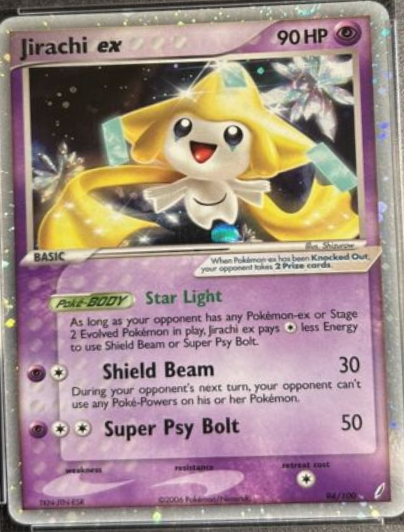 Jirachi ex
90 HP
Illus. Shizurow
BASIC
When Pokémon-ex has been Knocked Out,
your opponent takes 2 Prize cards.
Poké-BODY Star Light
As long as your opponent has any Pokémon-ex or Stage
2 Evolved Pokémon in play, Jirachi ex pays less Energy
to use Shield Beam or Super Psy Bolt.
Shield Beam 30
During your opponent's next turn, your opponent can't
use any Poké-Powers on his or her Pokémon.
Super Psy Bolt 50
weakness resistance retreat cost
©2006 Pokémon/Nintendo
94/100